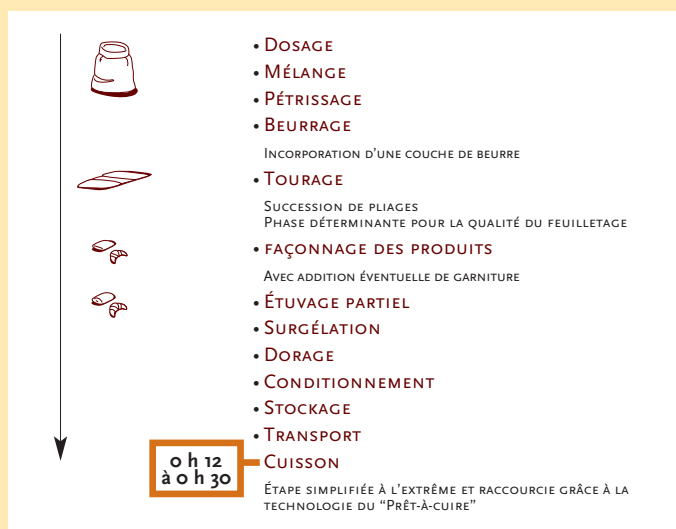 • Dosage
• Mélange
• Pétrissage
• Beurrage
Incorporation d'une couche de beurre
• Tourage
Succession de pliages
Phase déterminante pour la qualité du feuilletage
• façonnage des produits
Avec addition éventuelle de garniture
• Étuvage partiel
• Surgélation
• Dorage
• Conditionnement
• Stockage
• Transport
0 h 12
à 0 h 30
Cuisson
Étape simplifiée à l'extrême et raccourcie grâce à la
technologie du “Prêt-à-cuire”